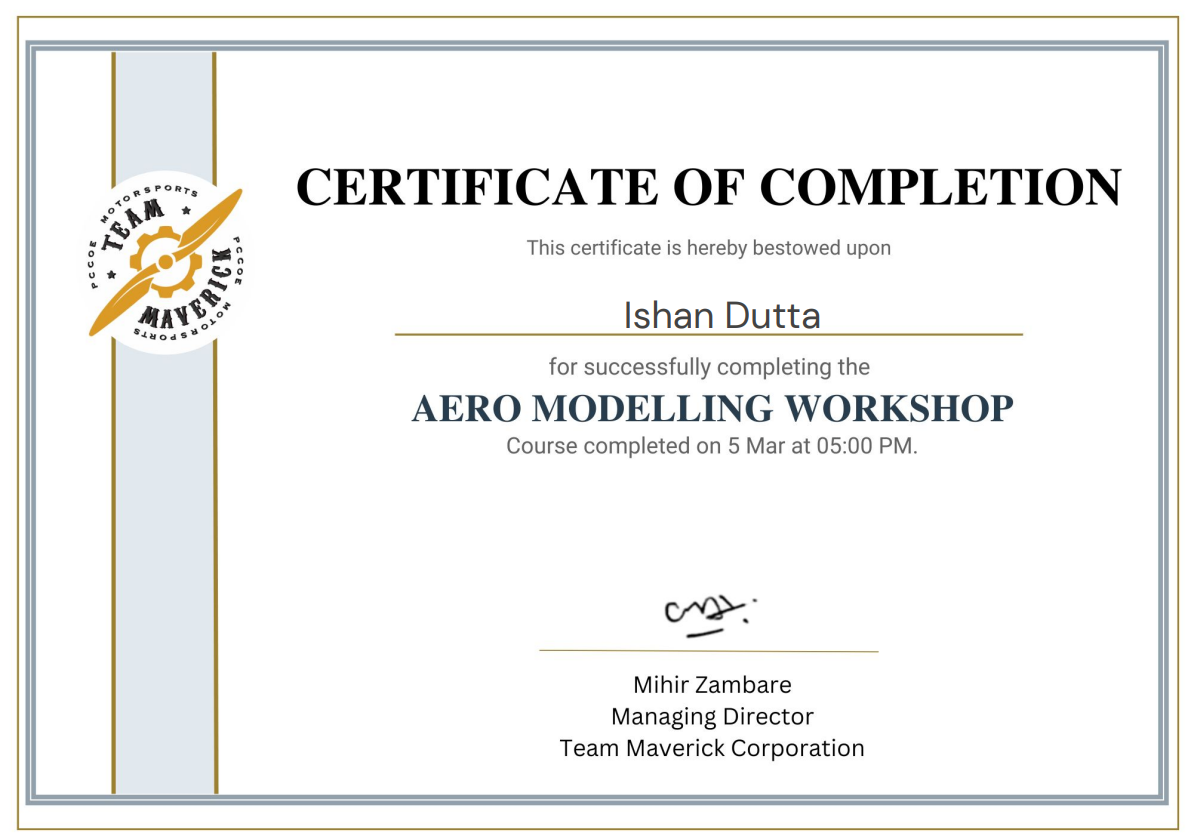 PCCOE MOTORSPORTS
TEAM
MAVERICK
PCCOE MOTORSPORTS
CERTIFICATE OF COMPLETION
This certificate is hereby bestowed upon
Ishan Dutta
for successfully completing the
AERO MODELLING WORKSHOP
Course completed on 5 Mar at 05:00 PM.
Mihir Zambare
Managing Director
Team Maverick Corporation